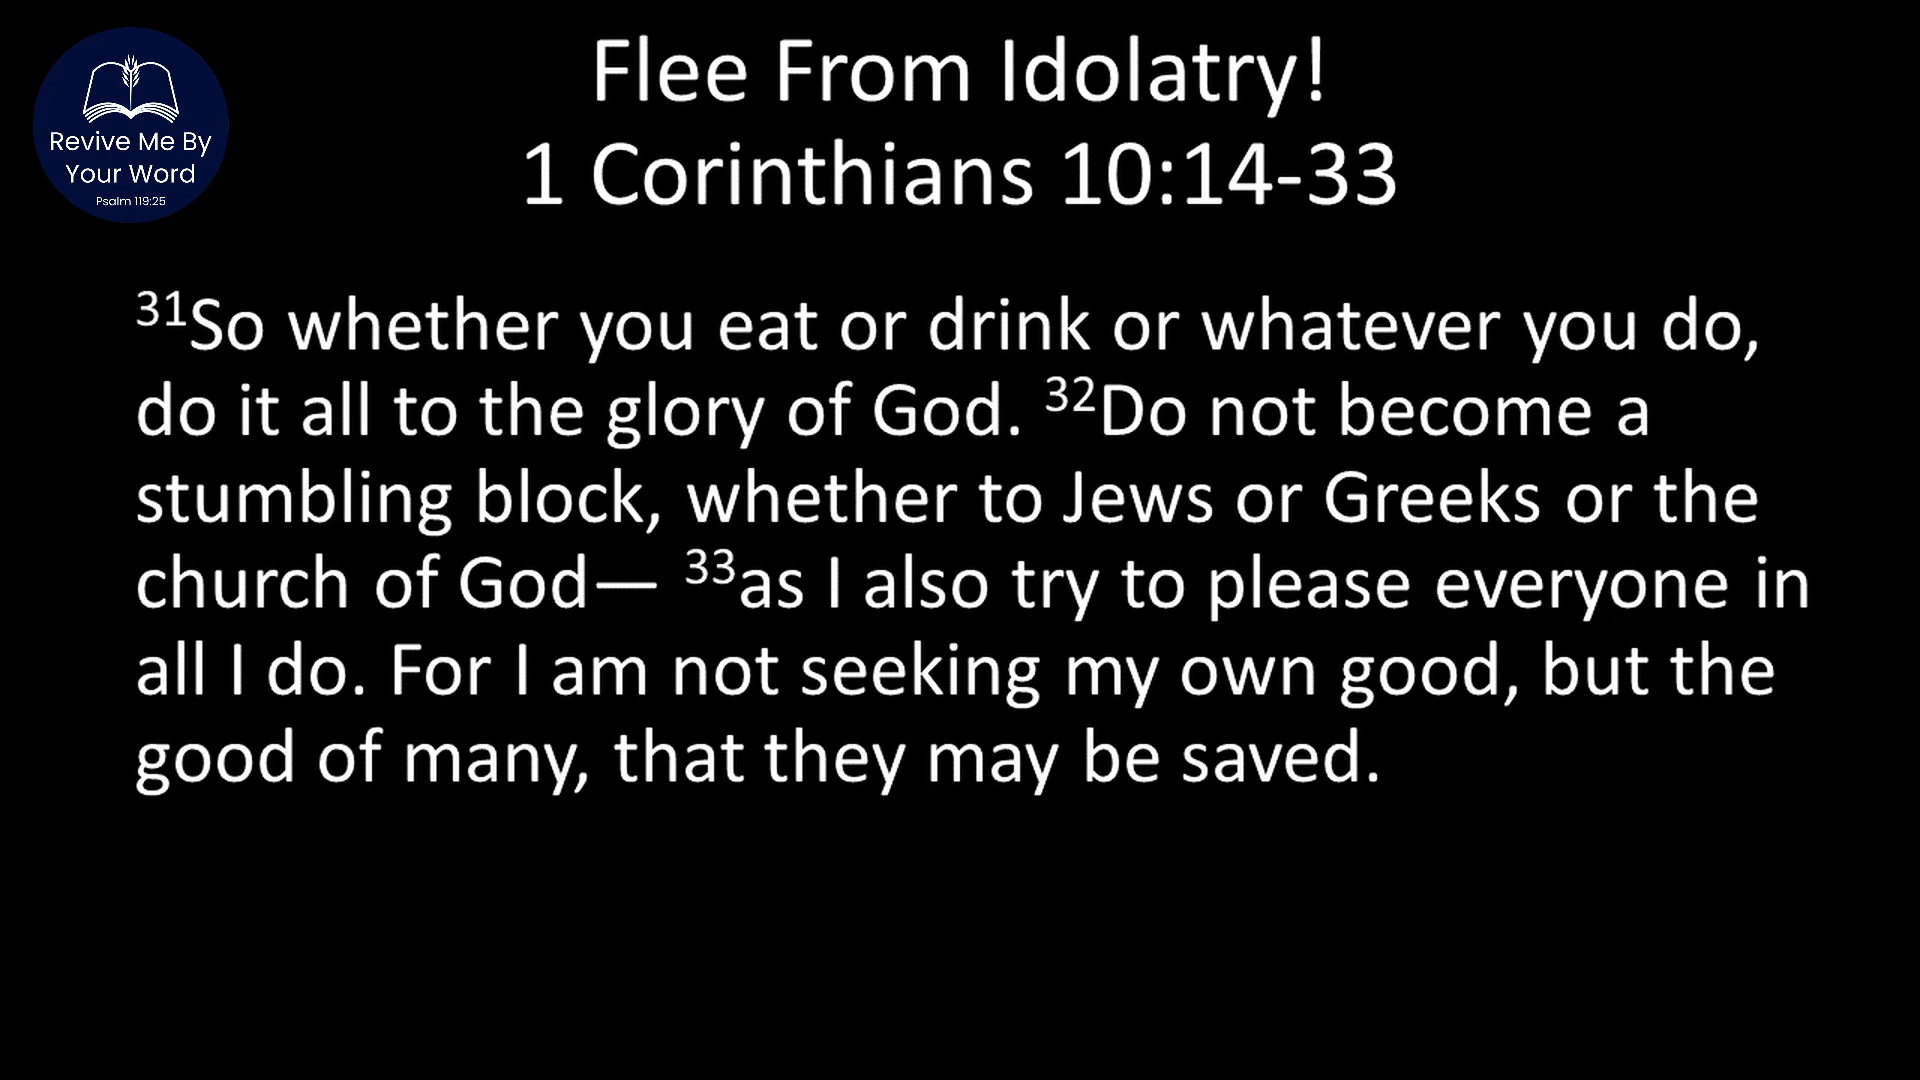 Revive Me By
Your Word
Psalm 119:25
Flee From Idolatry!
1 Corinthians 10:14-33
31So whether you eat or drink or whatever you do,
do it all to the glory of God. 32Do not become a
stumbling block, whether to Jews or Greeks or the
church of God— 33as I also try to please everyone in
all I do. For I am not seeking my own good, but the
good of many, that they may be saved.